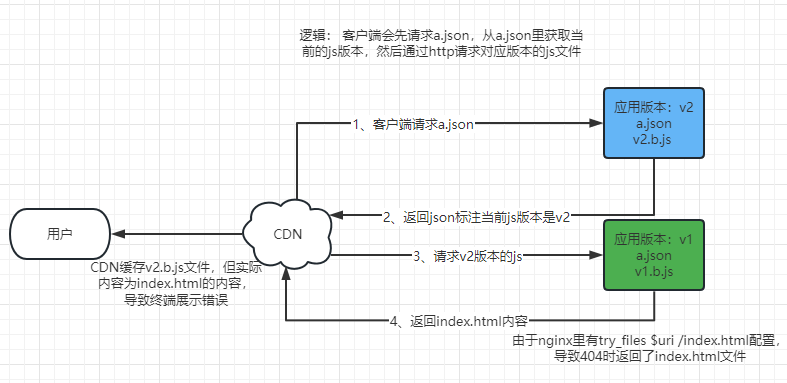 逻辑： 客户端会先请求a.json，从a.json里获取当
前的js版本，然后通过http请求对应版本的js文件
应用版本：v2
a.json
v2.b.js
1、客户端请求a.json
2、返回json标注当前js版本是v2
用户
CDN
应用版本：v1
a.json
v1.b.js
3、请求v2版本的js
CDN缓存v2.b.js文件，但实际
内容为index.html的内容，
导致终端展示错误
4、返回index.html内容
由于nginx里有try_files $uri /index.html配置，
导致404时返回了index.html文件